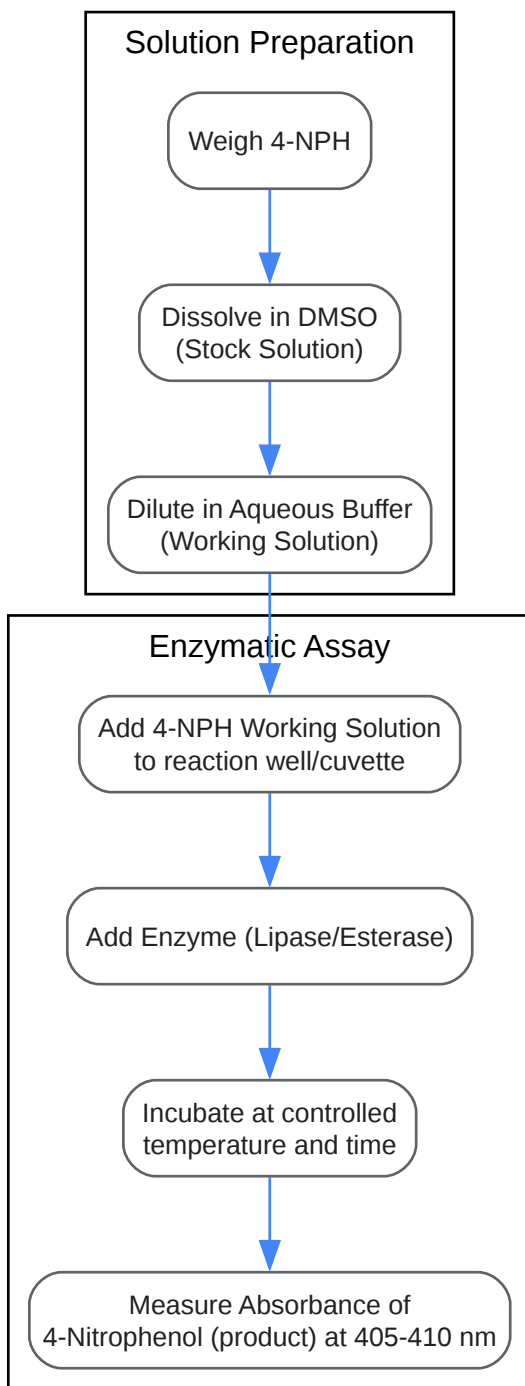 Solution Preparation
Weigh 4-NPH
Dissolve in DMSO
(Stock Solution)
Dilute in Aqueous Buffer
(Working Solution)
Enzymatic Assay
Add 4-NPH Working Solution
to reaction well/cuvette
Add Enzyme (Lipase/Esterase)
Incubate at controlled
temperature and time
Measure Absorbance of
4-Nitrophenol (product) at 405-410 nm